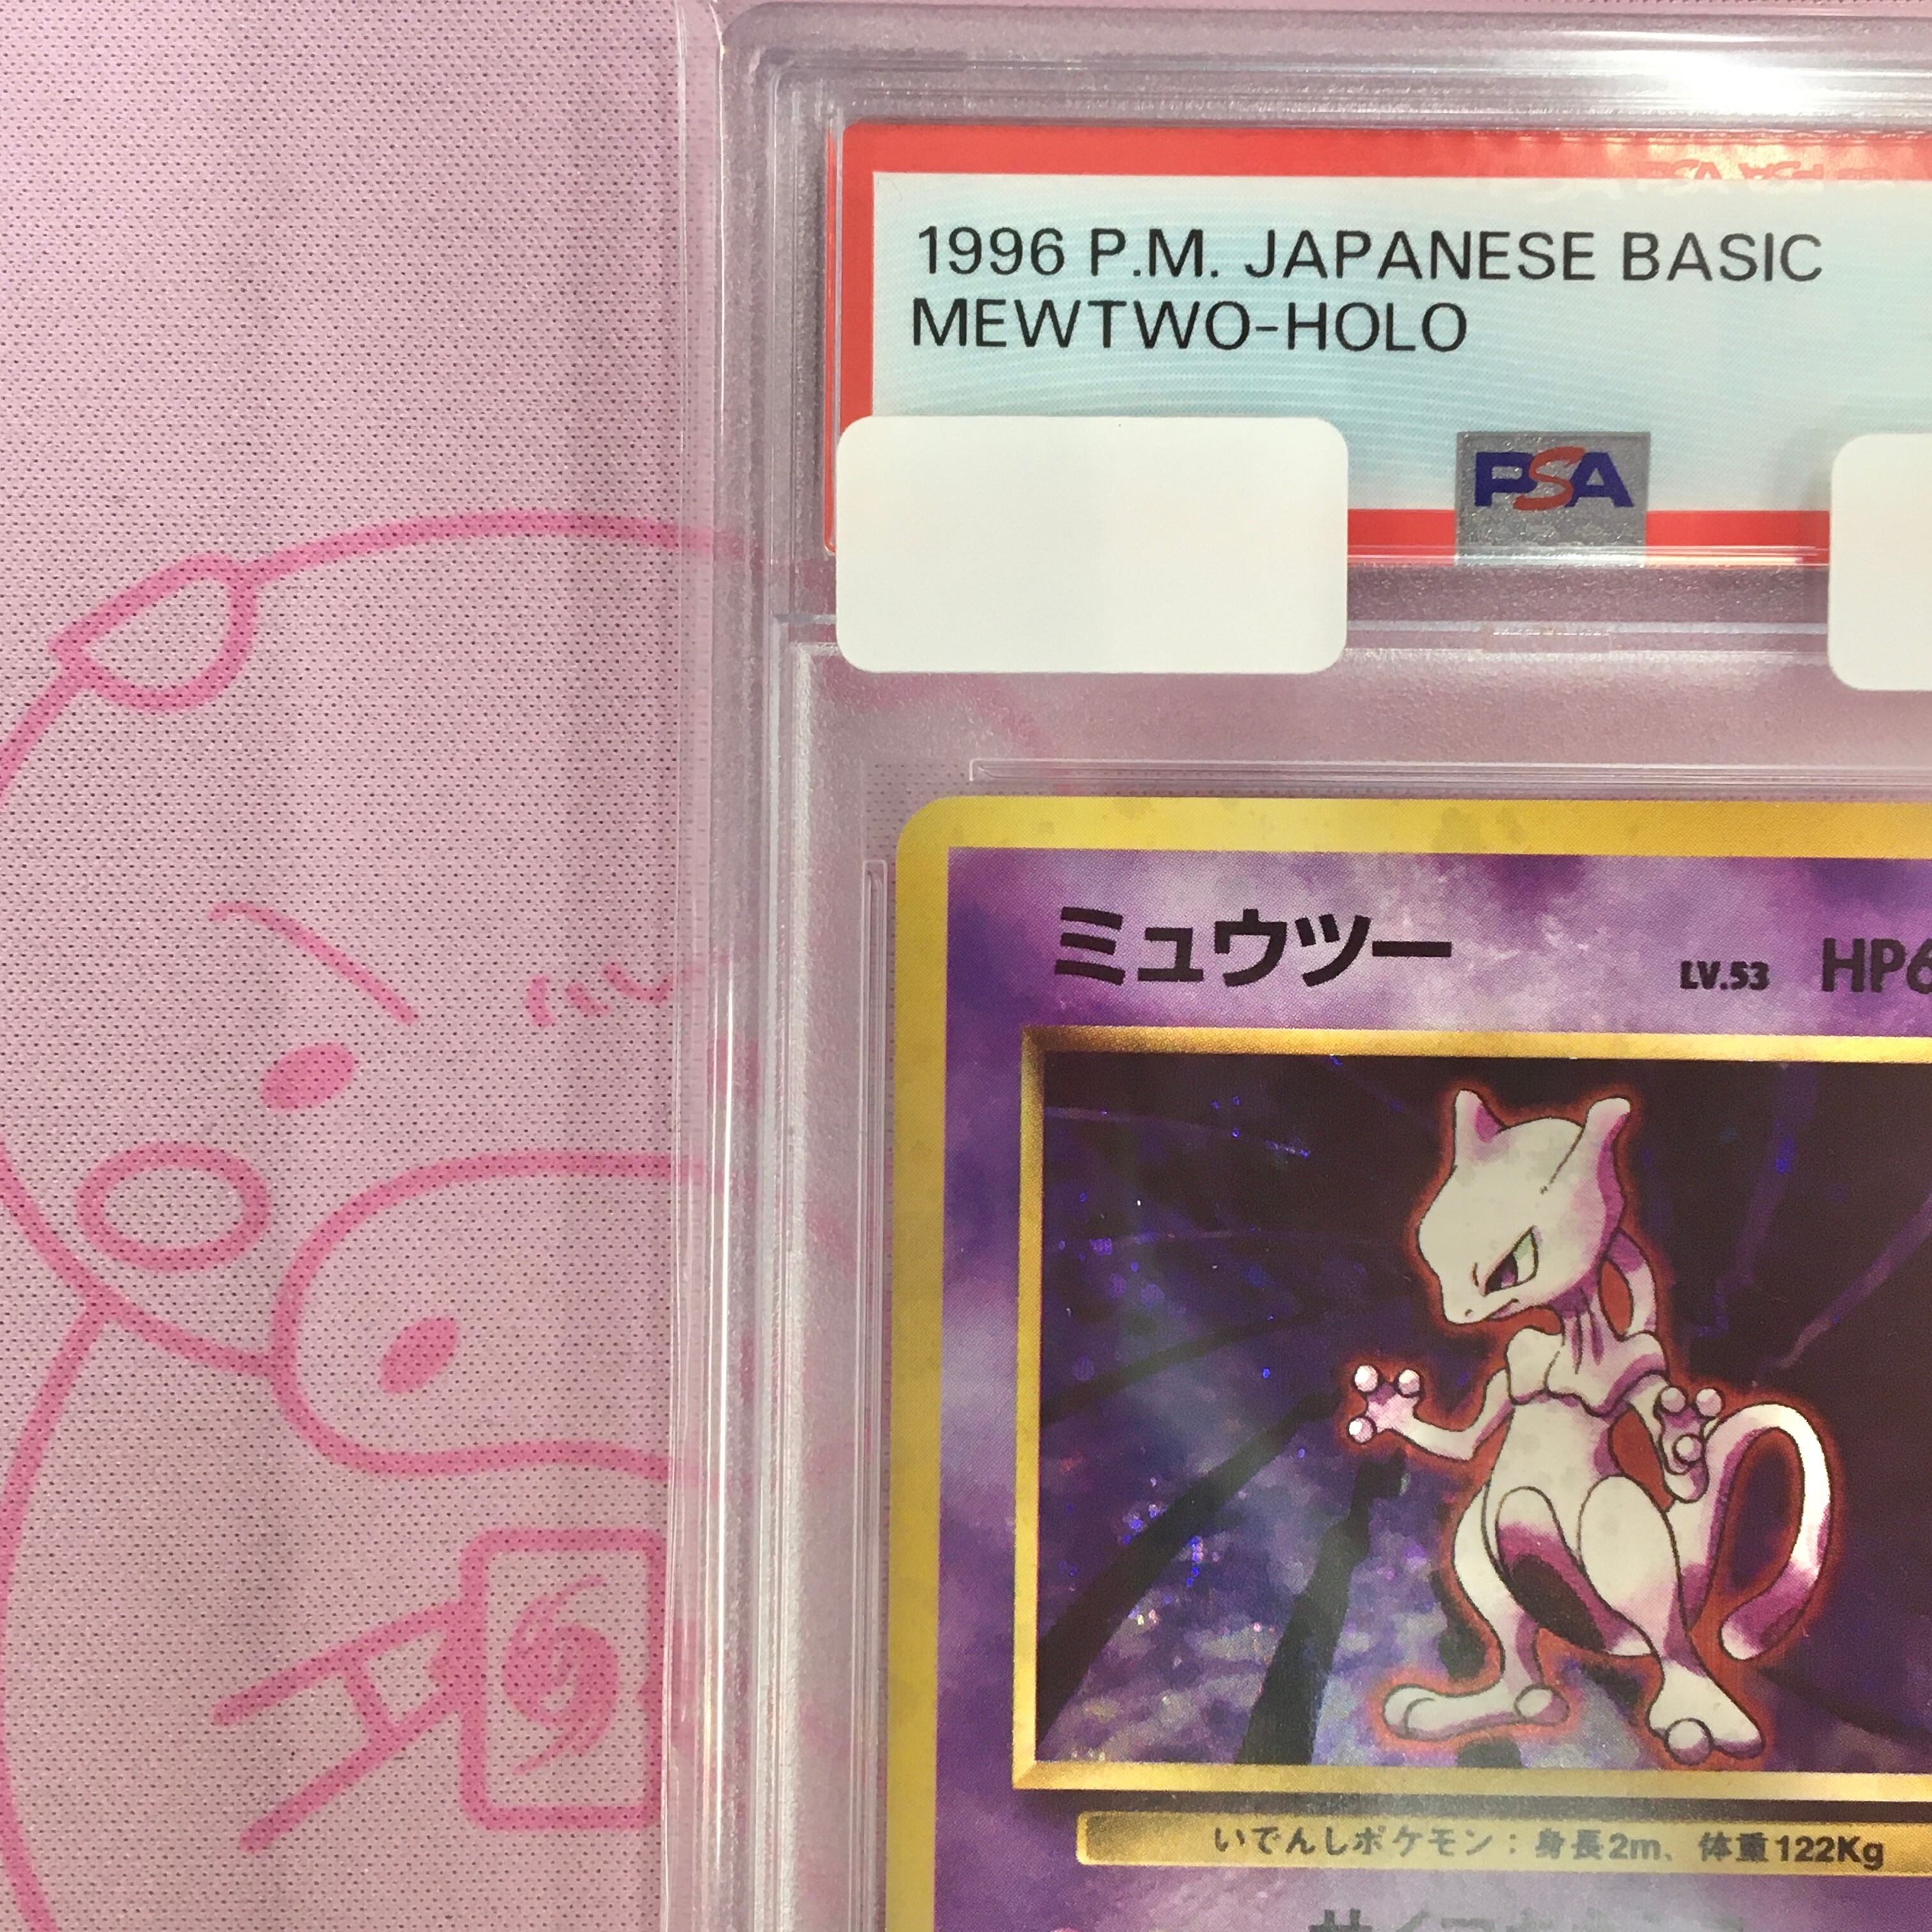 1996 P.M. JAPANESE BASIC
MEWTWO-HOLO
PSA
ミュウツー LV.53 HP6
いでんしポケモン：身長2m、体重122Kg